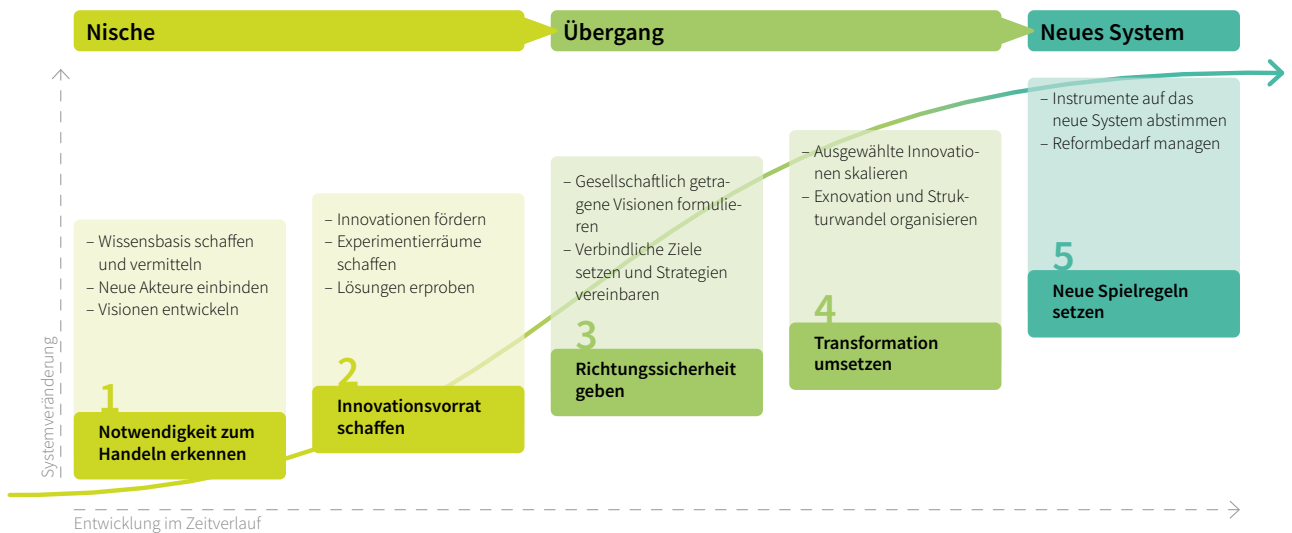 Nische
Übergang
Neues System
Systemveränderung
– Wissensbasis schaffen
und vermitteln
– Neue Akteure einbinden
– Visionen entwickeln
1
Notwendigkeit zum
Handeln erkennen
– Innovationen fördern
– Experimentierräume
schaffen
– Lösungen erproben
2
Innovationsvorrat
schaffen
– Gesellschaftlich getra-
gene Visionen formulie-
ren
– Verbindliche Ziele
setzen und Strategien
vereinbaren
3
Richtungssicherheit
geben
– Ausgewählte Innovatio-
nen skalieren
– Exnovation und Struk-
turwandel organisieren
4
Transformation
umsetzen
– Instrumente auf das
neue System abstimmen
– Reformbedarf managen
5
Neue Spielregeln
setzen
Entwicklung im Zeitverlauf